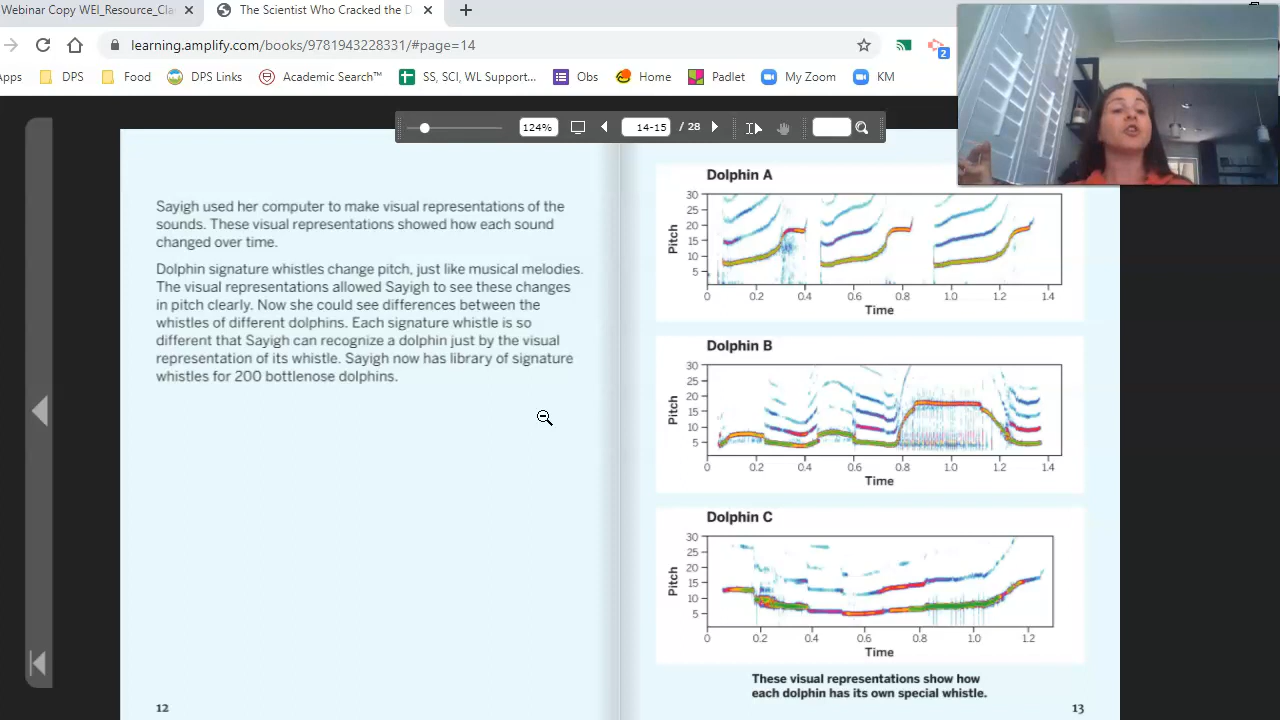 Webinar Copy WEI_Resource_Cla
The Scientist Who Cracked the D
learning.amplify.com/books/9781943228331/#page=14
2
Apps
DPS
Food
DPS Links
Academic Search™
SS, SCI, WL Support...
Obs
Home
Padlet
My Zoom
KM
124%
14-15 / 28
Sayigh used her computer to make visual representations of the
sounds. These visual representations showed how each sound
changed over time.
Dolphin signature whistles change pitch, just like musical melodies.
The visual representations allowed Sayigh to see these changes
in pitch clearly. Now she could see differences between the
whistles of different dolphins. Each signature whistle is so
different that Sayigh can recognize a dolphin just by the visual
representation of its whistle. Sayigh now has library of signature
whistles for 200 bottlenose dolphins.
12
Dolphin A
Pitch
30
25
20
15
10
5
0 0.2 0.4 0.6 0.8 1.0 1.2 1.4
Time
Dolphin B
Pitch
30
25
20
15
10
5
0 0.2 0.4 0.6 0.8 1.0 1.2 1.4
Time
Dolphin C
Pitch
30
25
20
15
10
5
0 0.2 0.4 0.6 0.8 1.0 1.2
Time
These visual representations show how
each dolphin has its own special whistle.
13